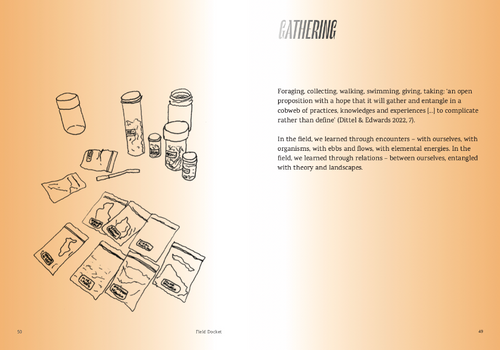 GATHERING
Foraging, collecting, walking, swimming, giving, taking: 'an open
proposition with a hope that it will gather and entangle in a
cobweb of practices, knowledges and experiences [...] to complicate
rather than define' (Dittel & Edwards 2022, 7).
In the field, we learned through encounters – with ourselves, with
organisms, with ebbs and flows, with elemental energies. In the
field, we learned through relations – between ourselves, entangled
with theory and landscapes.
Field Docket
49